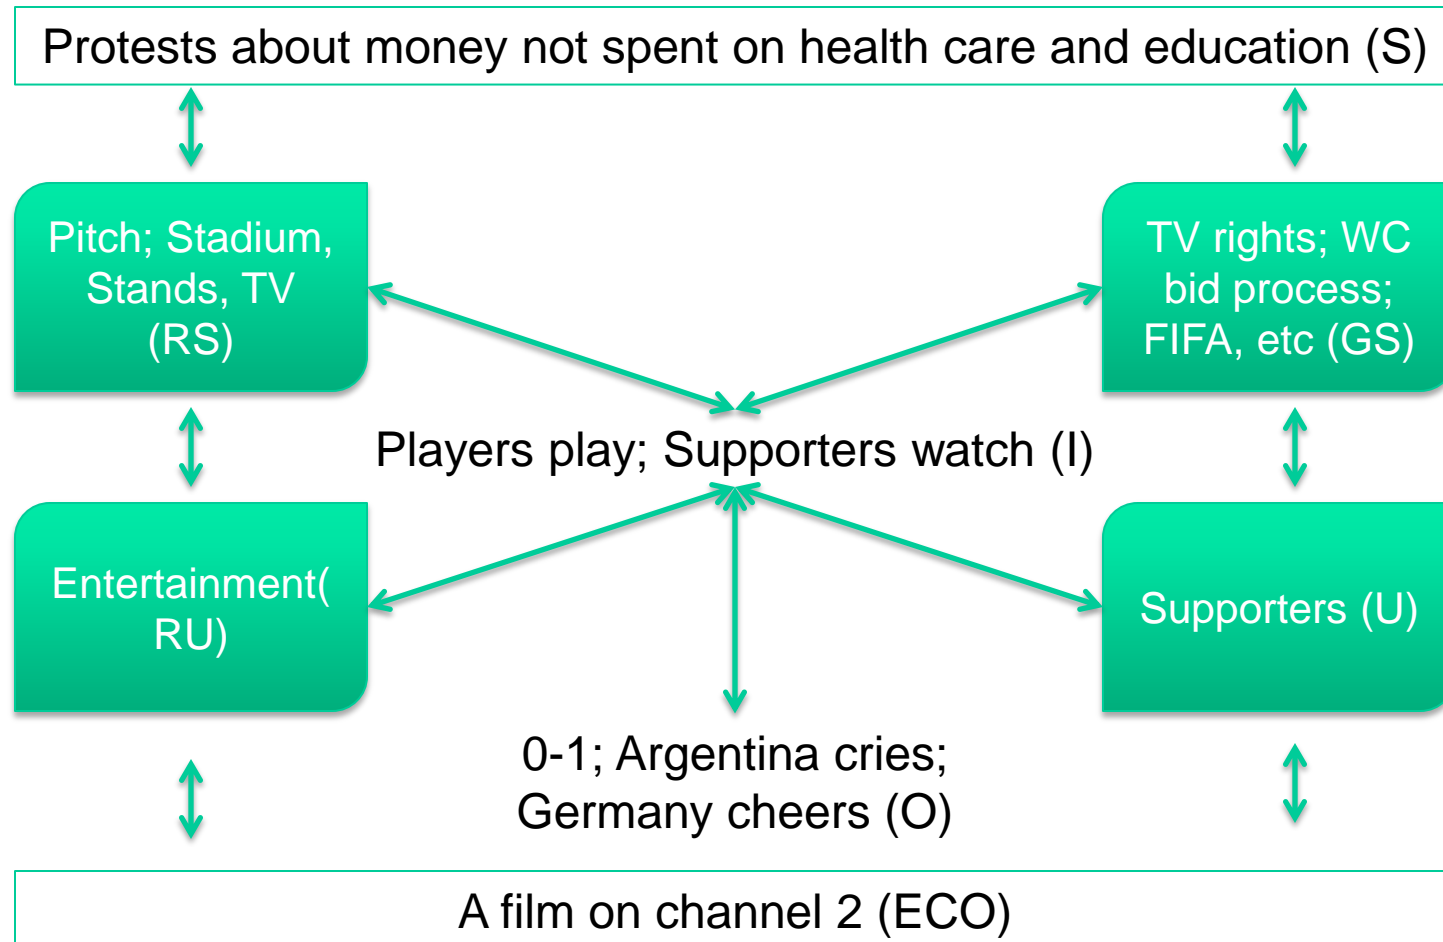 Protests about money not spent on health care and education (S)
Pitch; Stadium,
Stands, TV
(RS)
TV rights; WC
bid process;
FIFA, etc (GS)
Players play; Supporters watch (I)
Entertainment(
RU)
Supporters (U)
0-1; Argentina cries;
Germany cheers (O)
A film on channel 2 (ECO)